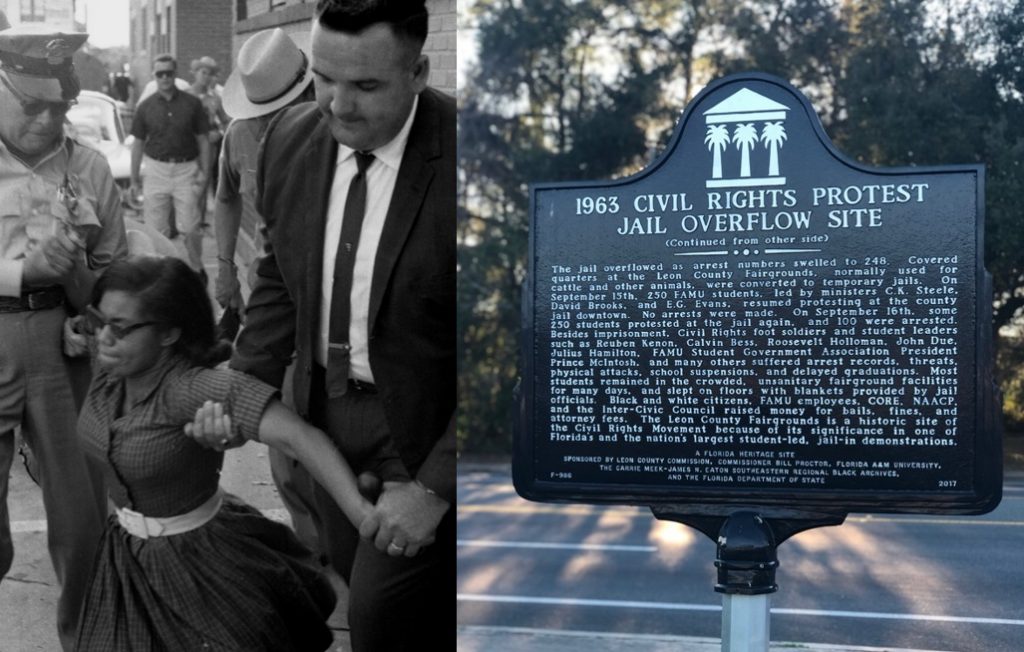 1963 CIVIL RIGHTS PROTEST
JAIL OVERFLOW SITE
(Continued from other side)
The jail overflowed as arrest numbers swelled to 248. Covered
quarters at the Leon County Fairgrounds, normally used for
cattle and other animals, were converted to temporary jails. On
September 15th, 250 FAMU students, led by ministers C.K. Steele,
David Brooks, and E.G. Evans, resumed protesting at the county
jail downtown. No arrests were made. On September 16th, some
250 students protested at the jail again, and 100 were arrested.
Besides imprisonment, Civil Rights foot soldiers and student leaders
such as Reuben Kenon, Calvin Bess, Roosevelt Holloman, John Due,
Julius Hamilton, FAMU Student Government Association President
Prince McIntosh, and many others suffered arrest records, threats,
physical attacks, school suspensions, and delayed graduations. Most
students remained in the crowded, unsanitary fairground facilities
for many days, and slept on floors with blankets provided by jail
officials. Black and white citizens, FAMU employees, CORE, NAACP,
and the Inter-Civic Council raised money for bails, fines, and
attorney fees. The Leon County Fairgrounds is a historic site of
the Civil Rights Movement because of its significance in one of
Florida's and the nation's largest student-led, jail-in demonstrations.
A FLORIDA HERITAGE SITE
SPONSORED BY LEON COUNTY COMMISSION, COMMISSIONER BILL PROCTOR, FLORIDA A&M UNIVERSITY,
THE CARRIE MEEK-JAMES N. EATON SOUTHEASTERN REGIONAL BLACK ARCHIVES,
AND THE FLORIDA DEPARTMENT OF STATE
F-986 2017